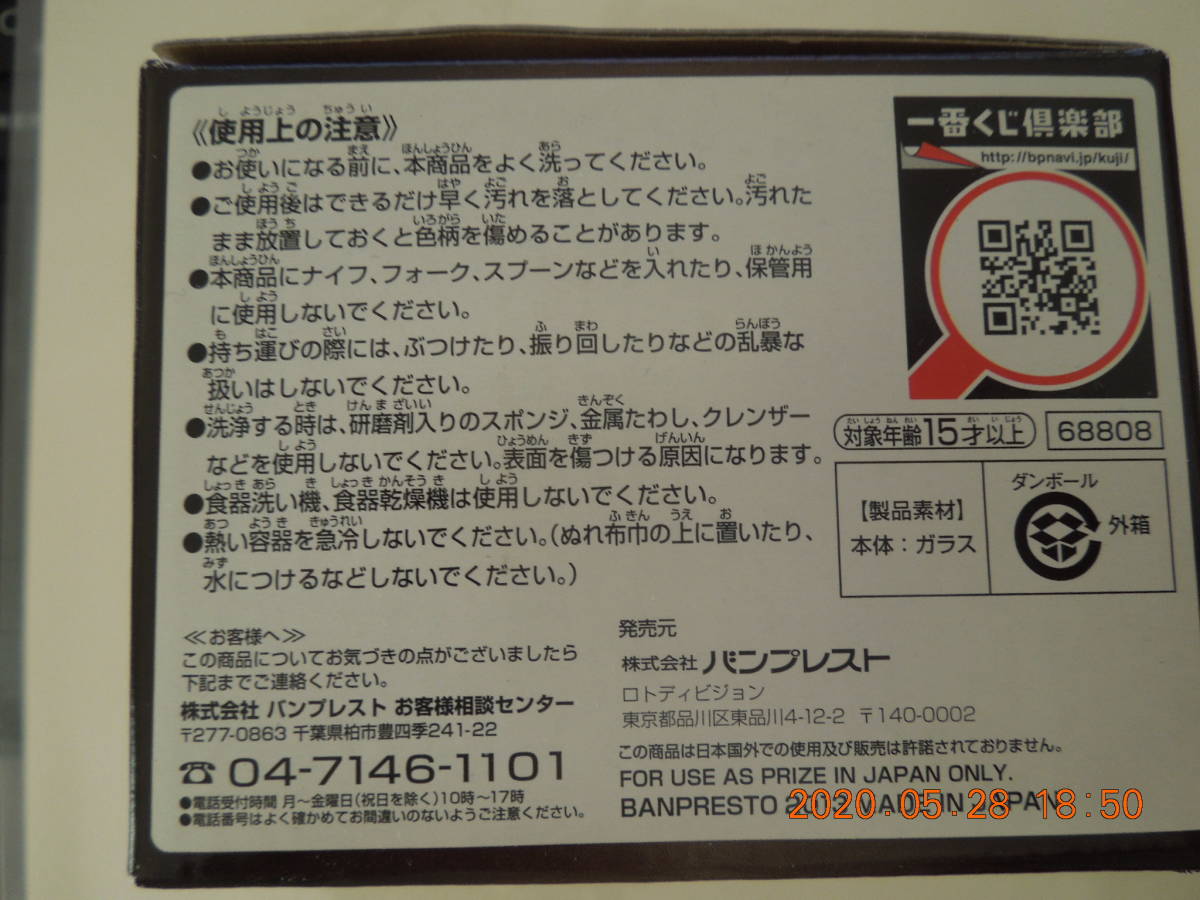 《使用上の注意》
●お使いになる前に、本商品をよく洗ってください。
●ご使用後はできるだけ早く汚れを落としてください。汚れた
まま放置しておくと色柄を傷めることがあります。
●本商品にナイフ、フォーク、スプーンなどを入れたり、保管用
に使用しないでください。
●持ち運びの際には、ぶつけたり、振り回したりなどの乱暴な
扱いはしないでください。
●洗浄する時は、研磨剤入りのスポンジ、金属たわし、クレンザー
などを使用しないでください。表面を傷つける原因になります。
●食器洗い機、食器乾燥機は使用しないでください。
●熱い容器を急冷しないでください。(ぬれ布巾の上に置いたり、
水につけるなどしないでください。)
≪お客様へ≫
この商品についてお気づきの点がございましたら
下記までご連絡ください。
株式会社 バンプレスト お客様相談センター
〒277-0863 千葉県柏市豊四季241-22
☎ 04-7146-1101
●電話受付時間 月〜金曜日(祝日を除く)10時〜17時
●電話番号はよく確かめてお間違いのないようご注意ください。
一番くじ倶楽部
http://bpnavi.jp/kuji/
対象年齢15才以上
68808
【製品素材】
本体:ガラス
ダンボール
外箱
発売元
株式会社 バンプレスト
ロトディビジョン
東京都品川区東品川4-12-2 〒140-0002
この商品は日本国外での使用及び販売は許諾されておりません。
FOR USE AS PRIZE IN JAPAN ONLY.
BANPRESTO MADE IN JAPAN
2020.05.28 18:50